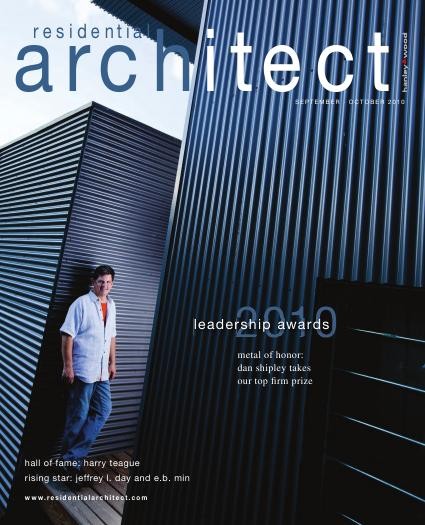 residential
architect
hanley▲wood
SEPTEMBER · OCTOBER 2010
2010
leadership awards
metal of honor:
dan shipley takes
our top firm prize
hall of fame: harry teague
rising star: jeffrey l. day and e.b. min
www.residentialarchitect.com